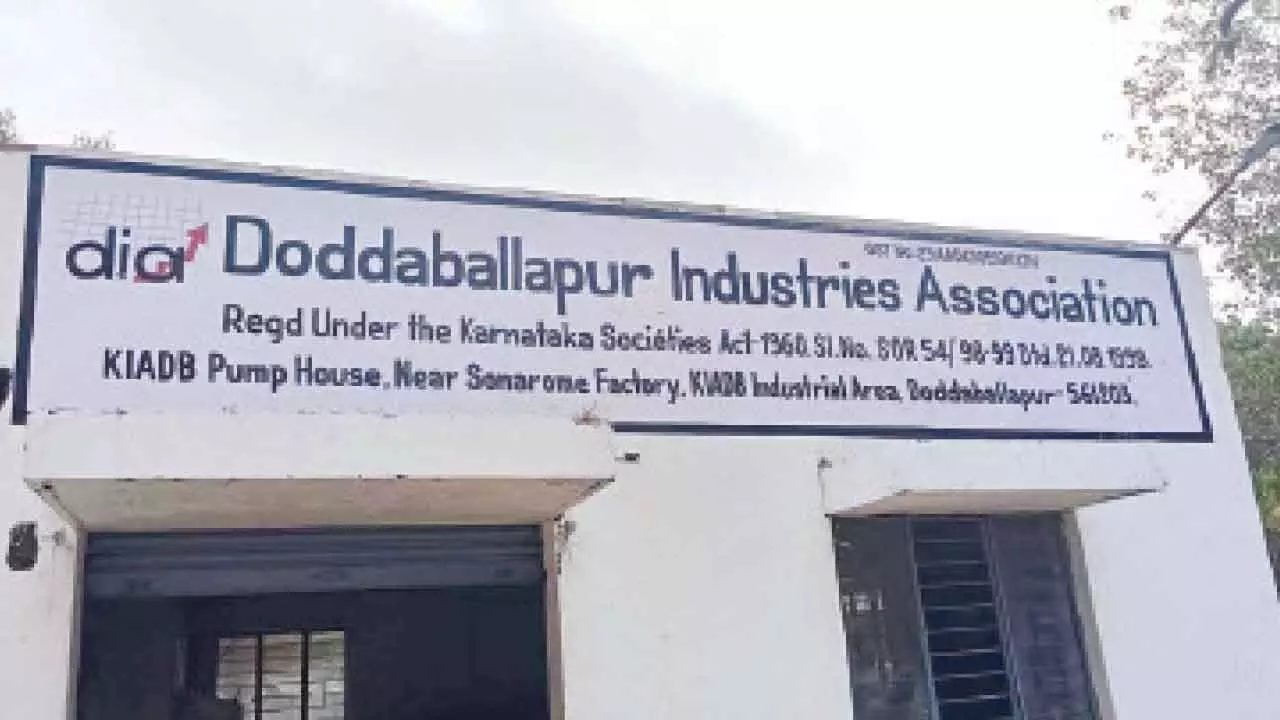 dia Doddaballapur Industries Association
Regd Under the Karnataka Societies Act-1960. Sl.No. SOR 54/98-99 Dtd. 21.08.1998.
KIADB Pump House, Near Sonarome Factory, KIADB Industrial Area, Doddaballapur- 561203.